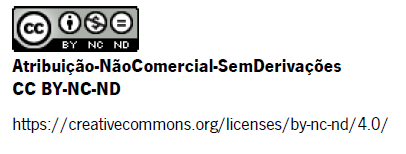 cc
BY NC ND
Atribuição-NãoComercial-SemDerivações
CC BY-NC-ND
https://creativecommons.org/licenses/by-nc-nd/4.0/